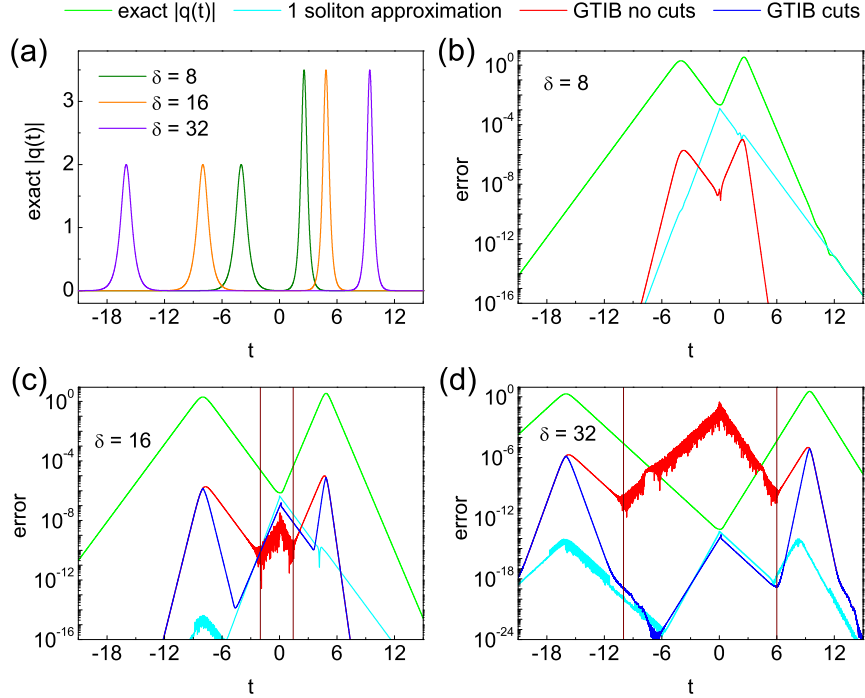 exact |q(t)| 1 soliton approximation GTIB no cuts GTIB cuts
(a)
δ = 8
δ = 16
δ = 32
exact |q(t)|
3
2
1
0
-18 -12 -6 0 6 12
t
(b)
δ = 8
error
10^0
10^-4
10^-8
10^-12
10^-16
-18 -12 -6 0 6 12
t
(c)
δ = 16
error
10^0
10^-4
10^-8
10^-12
10^-16
-18 -12 -6 0 6 12
t
(d)
δ = 32
error
10^0
10^-6
10^-12
10^-18
10^-24
-18 -12 -6 0 6 12
t